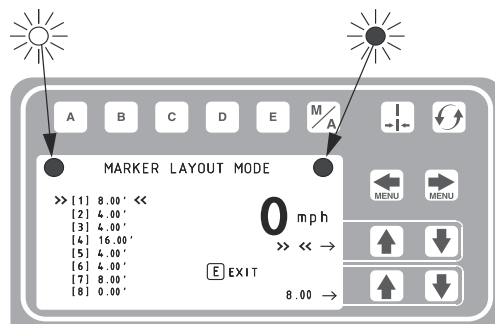 A B C D E M/A
MENU MENU
MARKER LAYOUT MODE
>> [1] 8.00' <<
[2] 4.00'
[3] 4.00'
[4] 16.00'
[5] 4.00'
[6] 4.00'
[7] 8.00'
[8] 0.00'
0 mph
>> << →
E EXIT
8.00 →